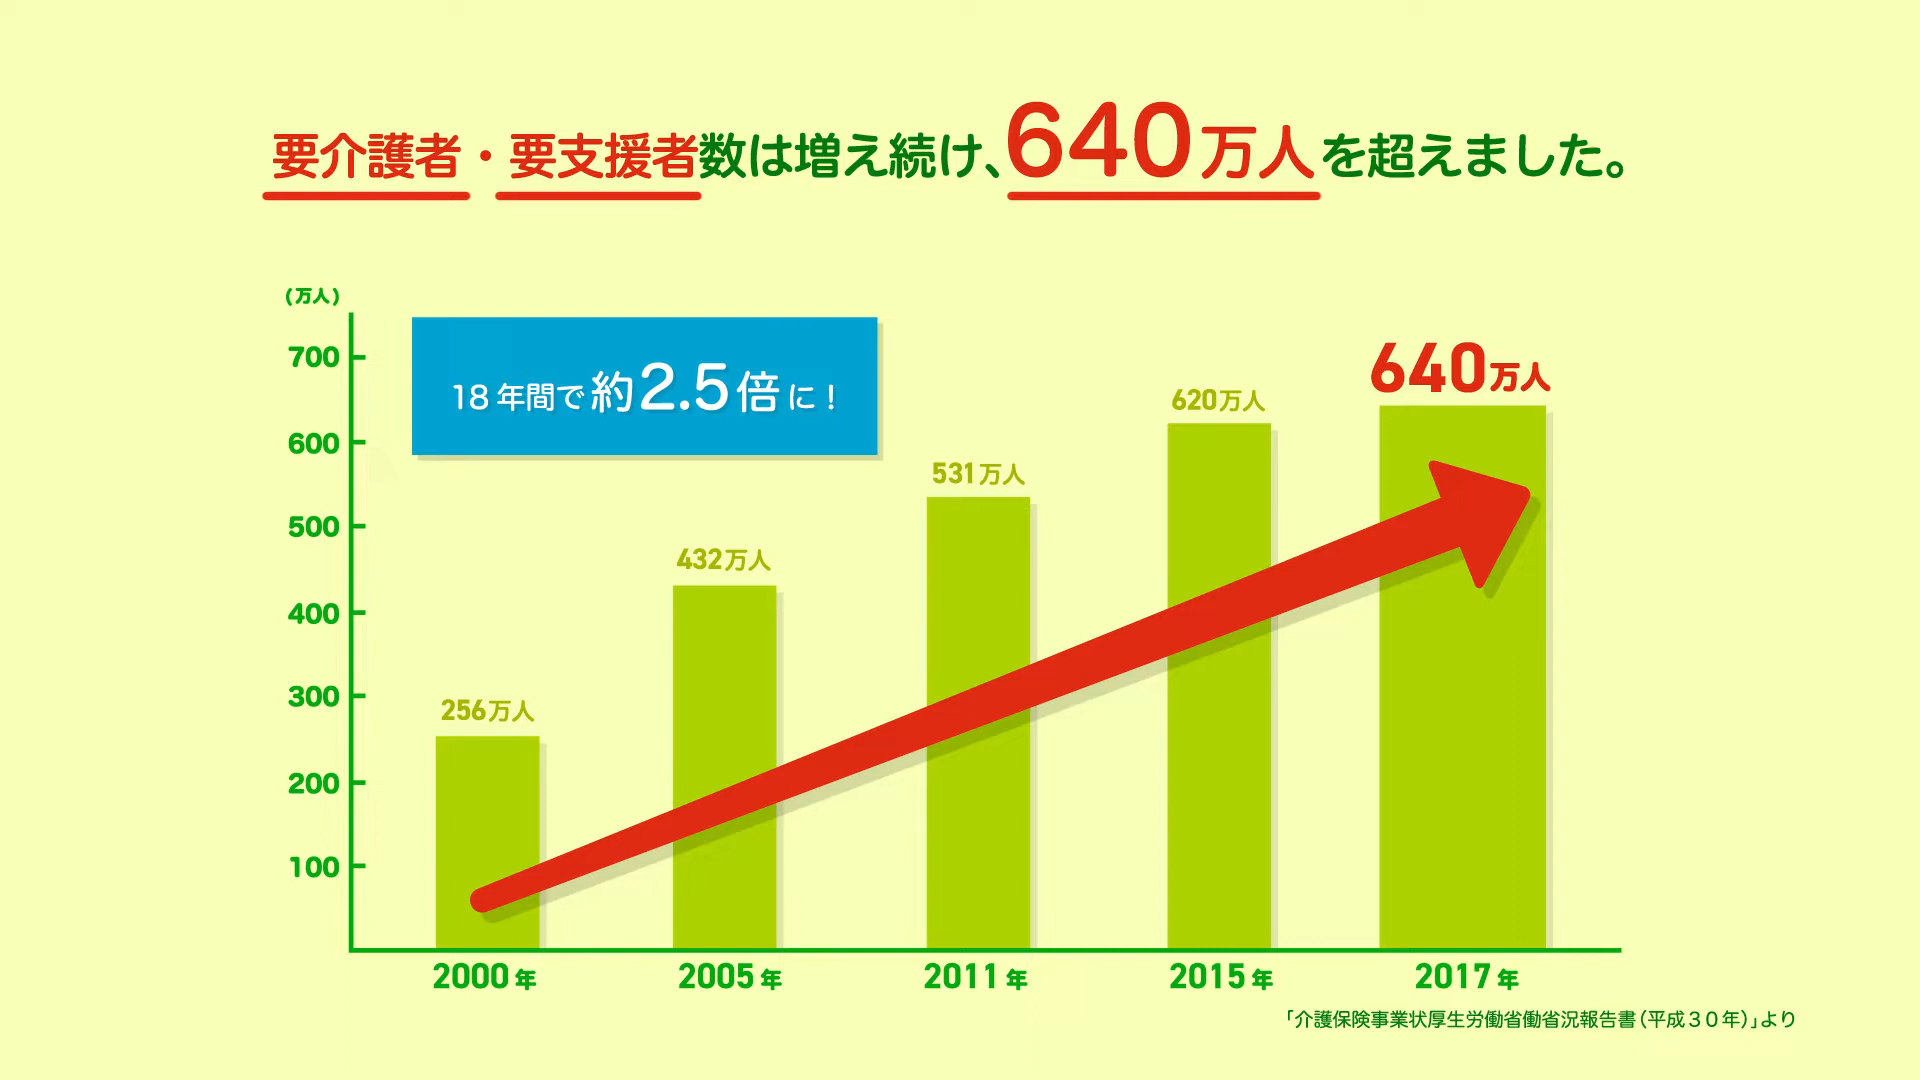 要介護者・要支援者数は増え続け、640万人を超えました。
(万人)
700
600
500
400
300
200
100
18年間で約2.5倍に!
256万人
432万人
531万人
620万人
640万人
2000年
2005年
2011年
2015年
2017年
「介護保険事業状厚生労働省働省況報告書(平成30年)」より